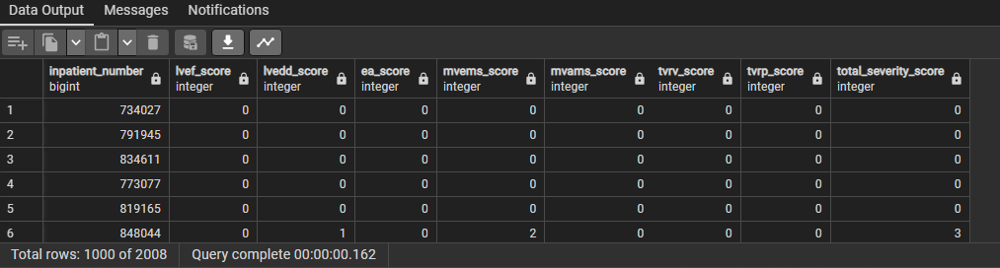 Data Output Messages Notifications
inpatient_number lvef_score lvedd_score ea_score mvems_score mvams_score tvrv_score tvrp_score total_severity_score
bigint integer integer integer integer integer integer integer integer
1 734027 0 0 0 0 0 0 0 0
2 791945 0 0 0 0 0 0 0 0
3 834611 0 0 0 0 0 0 0 0
4 773077 0 0 0 0 0 0 0 0
5 819165 0 0 0 0 0 0 0 0
6 848044 0 1 0 2 0 0 0 3
Total rows: 1000 of 2008 Query complete 00:00:00.162